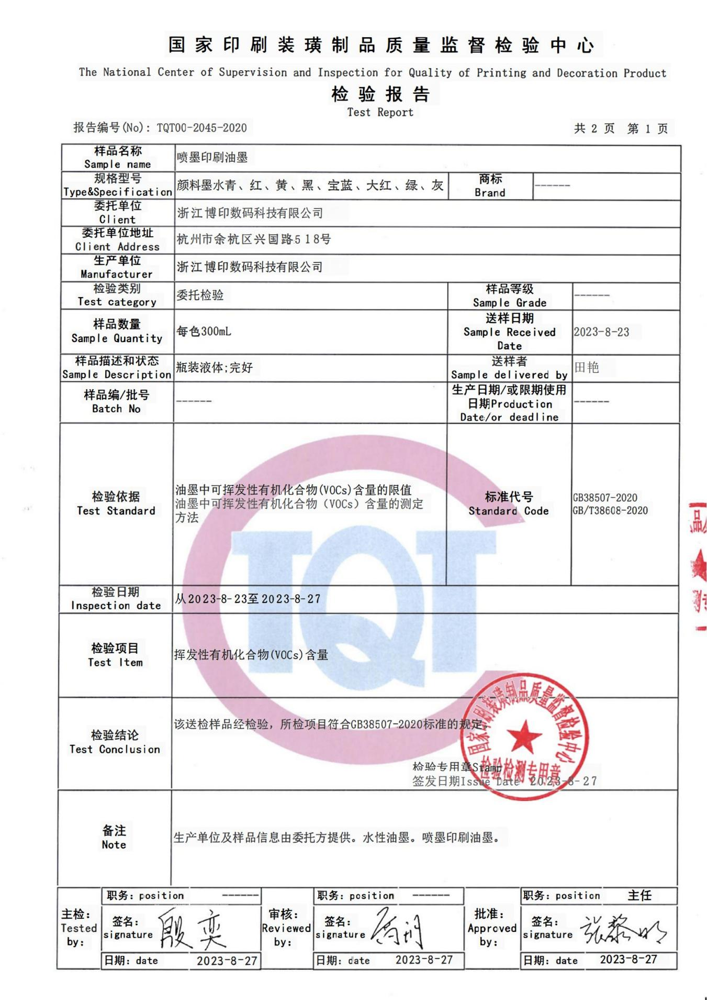 国家印刷装璜制品质量监督检验中心
The National Center of Supervision and Inspection for Quality of Printing and Decoration Product
检验报告
Test Report
报告编号(No): TQT00-2045-2020
共 2 页 第 1 页
样品名称
Sample name
喷墨印刷油墨
规格型号
Type&Specification
颜料墨水青、红、黄、黑、宝蓝、大红、绿、灰
商标
Brand
------
委托单位
Client
浙江博印数码科技有限公司
委托单位地址
Client Address
杭州市余杭区兴国路518号
生产单位
Manufacturer
浙江博印数码科技有限公司
检验类别
Test category
委托检验
样品等级
Sample Grade
------
样品数量
Sample Quantity
每色300mL
送样日期
Sample Received
Date
2023-8-23
样品描述和状态
Sample Description
瓶装液体;完好
送样者
Sample delivered by
田艳
样品编/批号
Batch No
------
生产日期/或限期使用
日期Production
Date/or deadline
------
检验依据
Test Standard
油墨中可挥发性有机化合物(VOCs)含量的限值
油墨中可挥发性有机化合物（VOCs）含量的测定
方法
标准代号
Standard Code
GB38507-2020
GB/T38608-2020
TQT
检验日期
Inspection date
从2023-8-23至2023-8-27
检验项目
Test Item
挥发性有机化合物(VOCs)含量
检验结论
Test Conclusion
该送检样品经检验，所检项目符合GB38507-2020标准的规定。
国家印刷装璜制品质量监督检验中心
检验检测专用章
检验专用章Stamp
签发日期Issue Date 2023-8-27
备注
Note
生产单位及样品信息由委托方提供。水性油墨。喷墨印刷油墨。
主检：
Tested
by:
职务: position ------
签名:
signature
殷奕
日期: date 2023-8-27
审核：
Reviewed
by:
职务: position ------
签名:
signature
日期: date 2023-8-27
批准：
Approved
by:
职务: position 主任
签名:
signature
张黎明
日期: date 2023-8-27